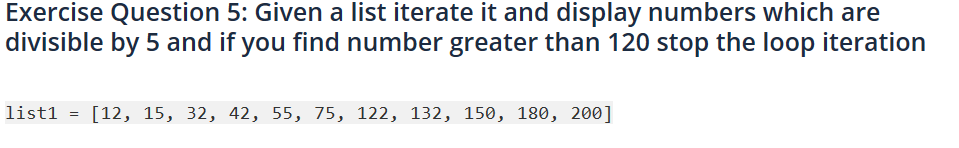 Exercise Question 5: Given a list iterate it and display numbers which are
divisible by 5 and if you find number greater than 120 stop the loop iteration
list1 = [12, 15, 32, 42, 55, 75, 122, 132, 150, 180, 200]